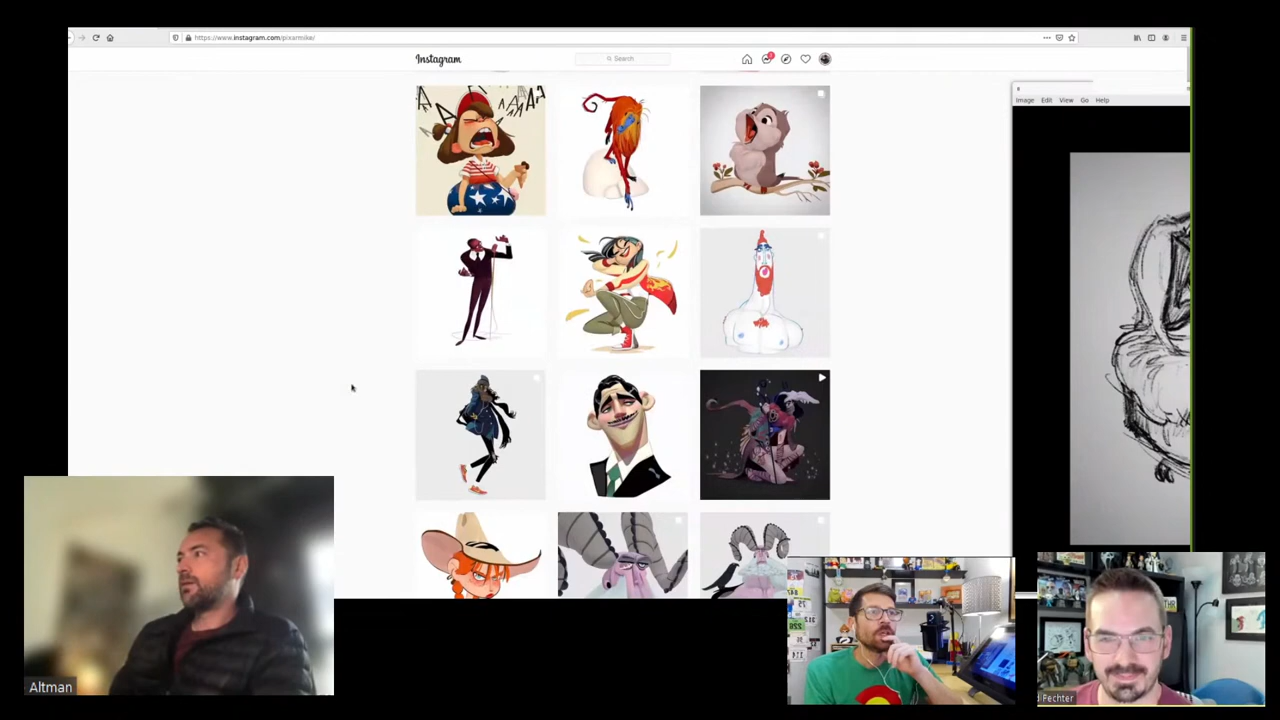 https://www.instagram.com/pixarmike/
Instagram
Search
Image Edit View Go Help
Altman
Fechter